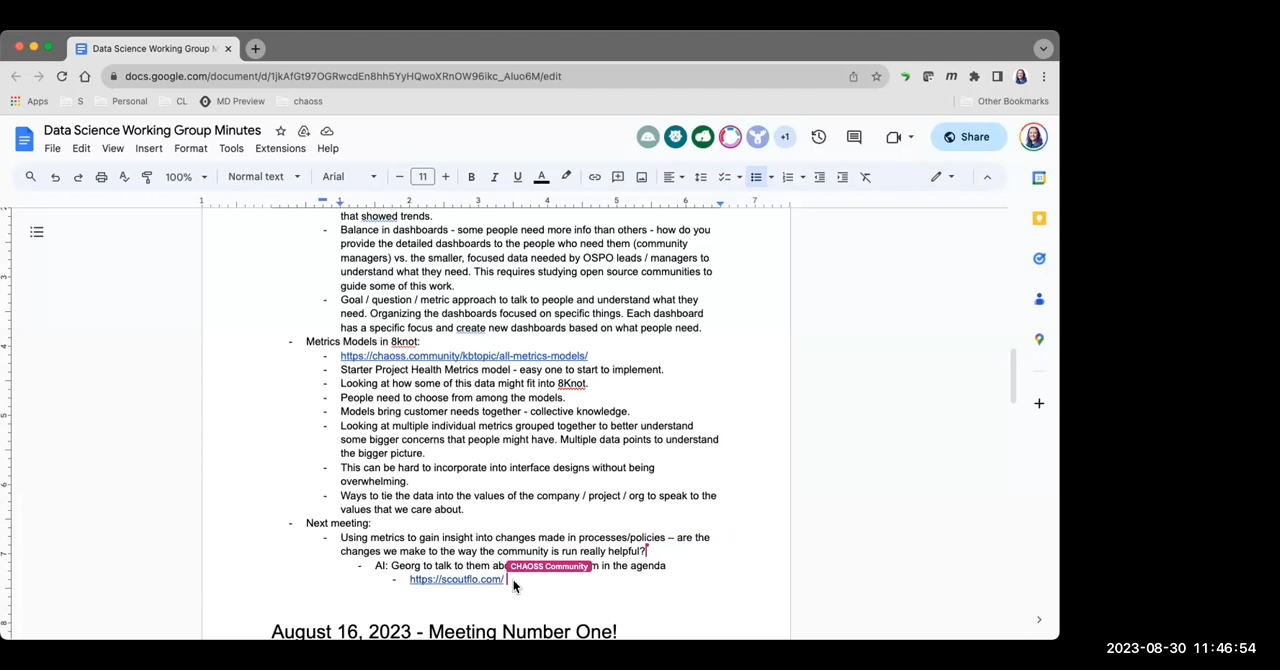 Data Science Working Group M
docs.google.com/document/d/1jkAfGt97OGRwcdEn8hh5YyHQwoXRnOW96ikc_Aluo6M/edit
Apps S Personal CL MD Preview chaoss Other Bookmarks
Data Science Working Group Minutes
+1
Share
File Edit View Insert Format Tools Extensions Help
100% Normal text Arial 11 B I U A
1 1 2 3 4 5 6 7
that showed trends.
- Balance in dashboards - some people need more info than others - how do you
provide the detailed dashboards to the people who need them (community
managers) vs. the smaller, focused data needed by OSPO leads / managers to
understand what they need. This requires studying open source communities to
guide some of this work.
- Goal / question / metric approach to talk to people and understand what they
need. Organizing the dashboards focused on specific things. Each dashboard
has a specific focus and create new dashboards based on what people need.
- Metrics Models in 8knot:
- https://chaoss.community/kbtopic/all-metrics-models/
- Starter Project Health Metrics model - easy one to start to implement.
- Looking at how some of this data might fit into 8Knot.
- People need to choose from among the models.
- Models bring customer needs together - collective knowledge.
- Looking at multiple individual metrics grouped together to better understand
some bigger concerns that people might have. Multiple data points to understand
the bigger picture.
- This can be hard to incorporate into interface designs without being
overwhelming.
- Ways to tie the data into the values of the company / project / org to speak to the
values that we care about.
- Next meeting:
- Using metrics to gain insight into changes made in processes/policies – are the
changes we make to the way the community is run really helpful?
- AI: Georg to talk to them CHAOSS Community in the agenda
- https://scoutflo.com/
August 16, 2023 - Meeting Number One!
2023-08-30 11:46:54